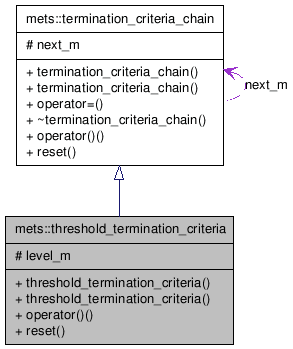 mets::termination_criteria_chain
# next_m
+ termination_criteria_chain()
+ termination_criteria_chain()
+ operator=()
+ ~termination_criteria_chain()
+ operator()()
+ reset()
next_m
mets::threshold_termination_criteria
# level_m
+ threshold_termination_criteria()
+ threshold_termination_criteria()
+ operator()()
+ reset()